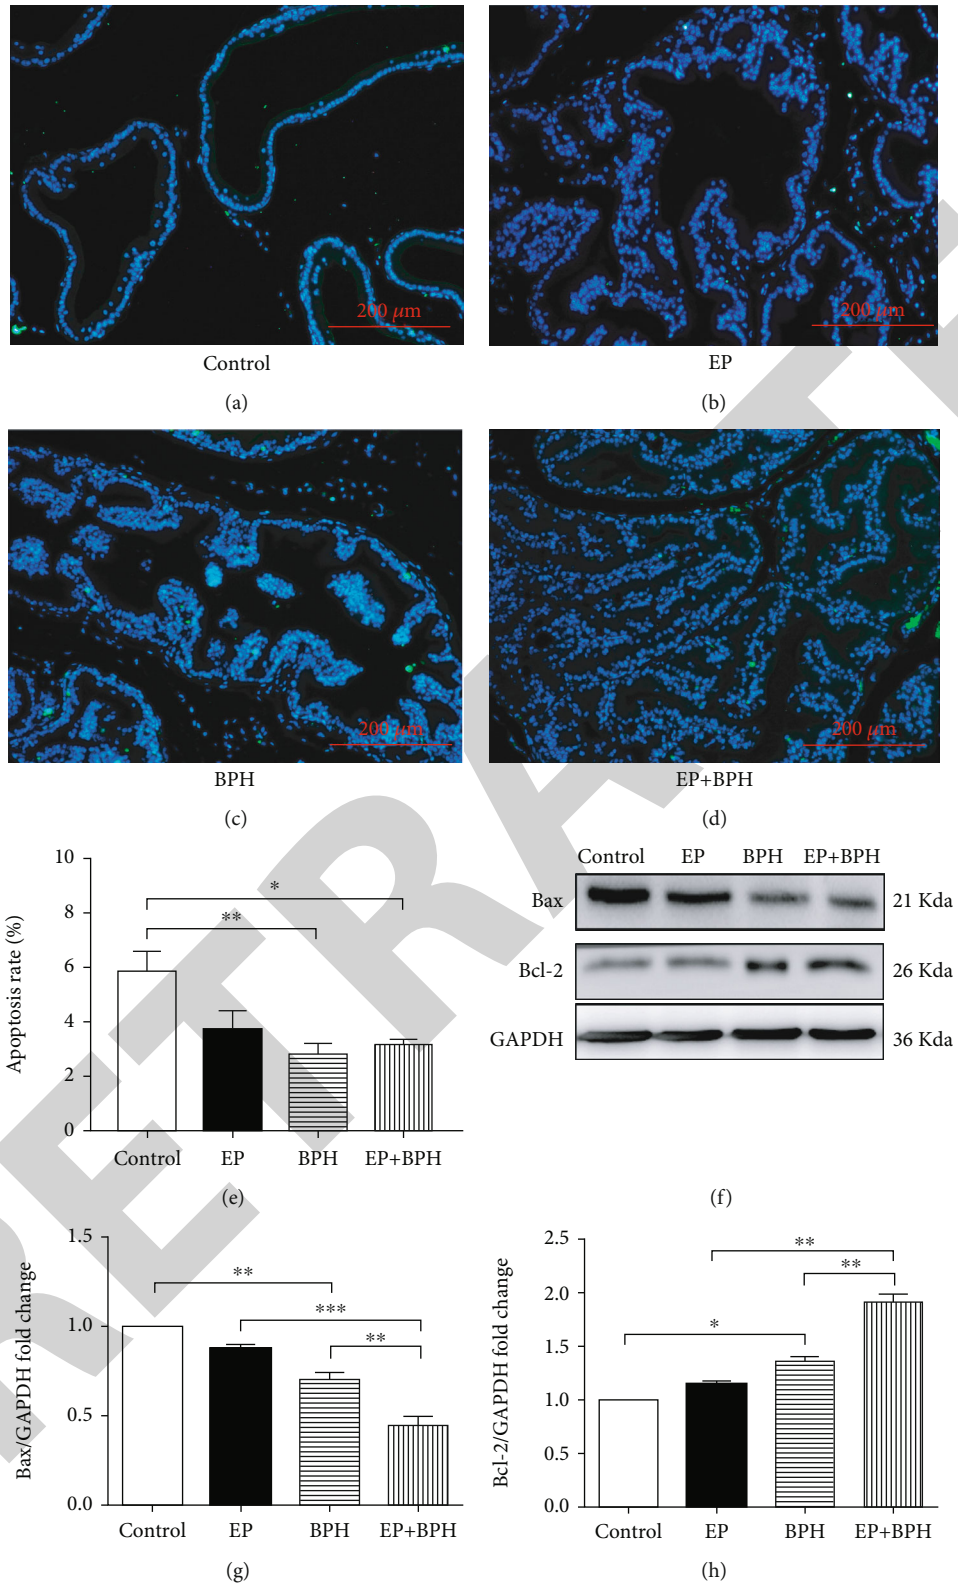 200 μm
200 μm
Control
EP
(a)
(b)
200 μm
200 μm
BPH
EP+BPH
(c)
(d)
10
8
6
4
2
0
Apoptosis rate (%)
*
**
Control EP BPH EP+BPH
(e)
Control EP BPH EP+BPH
Bax 21 Kda
Bcl-2 26 Kda
GAPDH 36 Kda
(f)
1.5
1.0
0.5
0.0
Bax/GAPDH fold change
**
***
**
Control EP BPH EP+BPH
(g)
2.5
2.0
1.5
1.0
0.5
0.0
Bcl-2/GAPDH fold change
**
**
*
Control EP BPH EP+BPH
(h)
RETRACTE